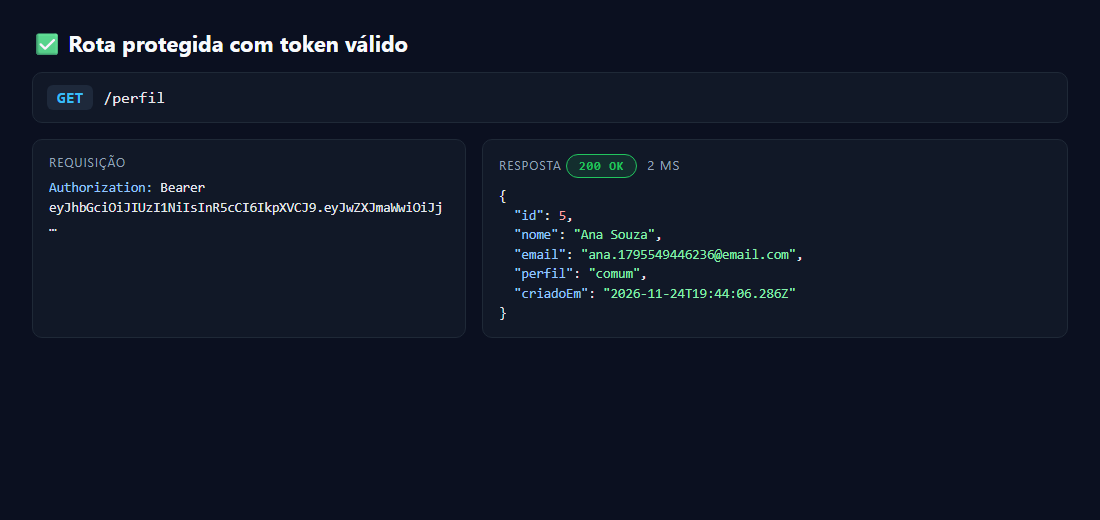 ✅ Rota protegida com token válido
GET /perfil
REQUISIÇÃO
Authorization: Bearer
eyJhbGciOiJIUzI1NiIsInR5cCI6IkpXVCJ9.eyJwZXJmaWwiOiJj
…
RESPOSTA 200 OK 2 MS
{
"id": 5,
"nome": "Ana Souza",
"email": "ana.1795549446236@email.com",
"perfil": "comum",
"criadoEm": "2026-11-24T19:44:06.286Z"
}